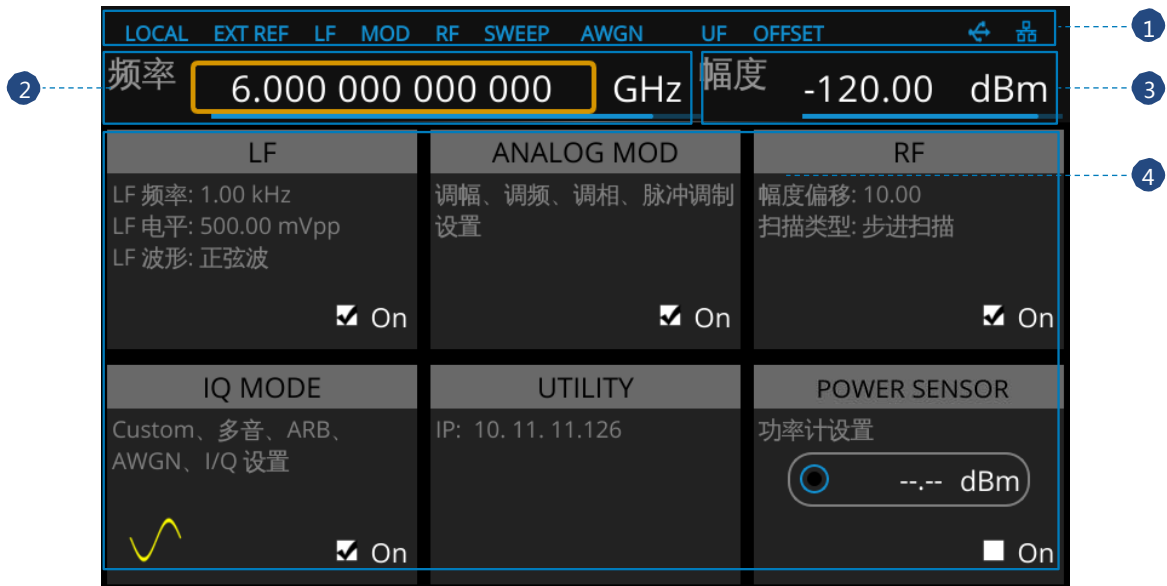 LOCAL EXT REF LF MOD RF SWEEP AWGN UF OFFSET
1
2
频率 6.000 000 000 000 GHz
幅度 -120.00 dBm
3
LF
LF 频率: 1.00 kHz
LF 电平: 500.00 mVpp
LF 波形: 正弦波
On
ANALOG MOD
调幅、调频、调相、脉冲调制
设置
On
RF
4
幅度偏移: 10.00
扫描类型: 步进扫描
On
IQ MODE
Custom、多音、ARB、
AWGN、I/Q 设置
On
UTILITY
IP: 10. 11. 11.126
POWER SENSOR
功率计设置
--.-- dBm
On